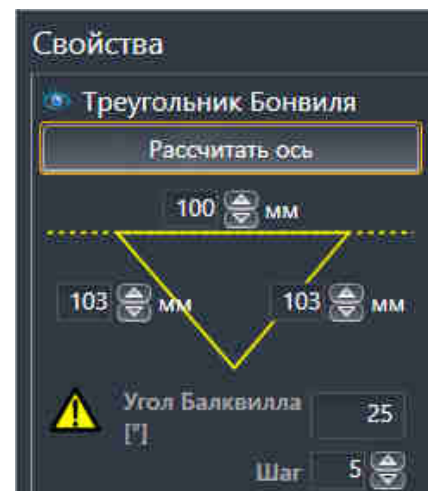 Свойства
Треугольник Бонвиля
Рассчитать ось
100 мм
103 мм 103 мм
Угол Балквилла 25
[°]
Шаг 5